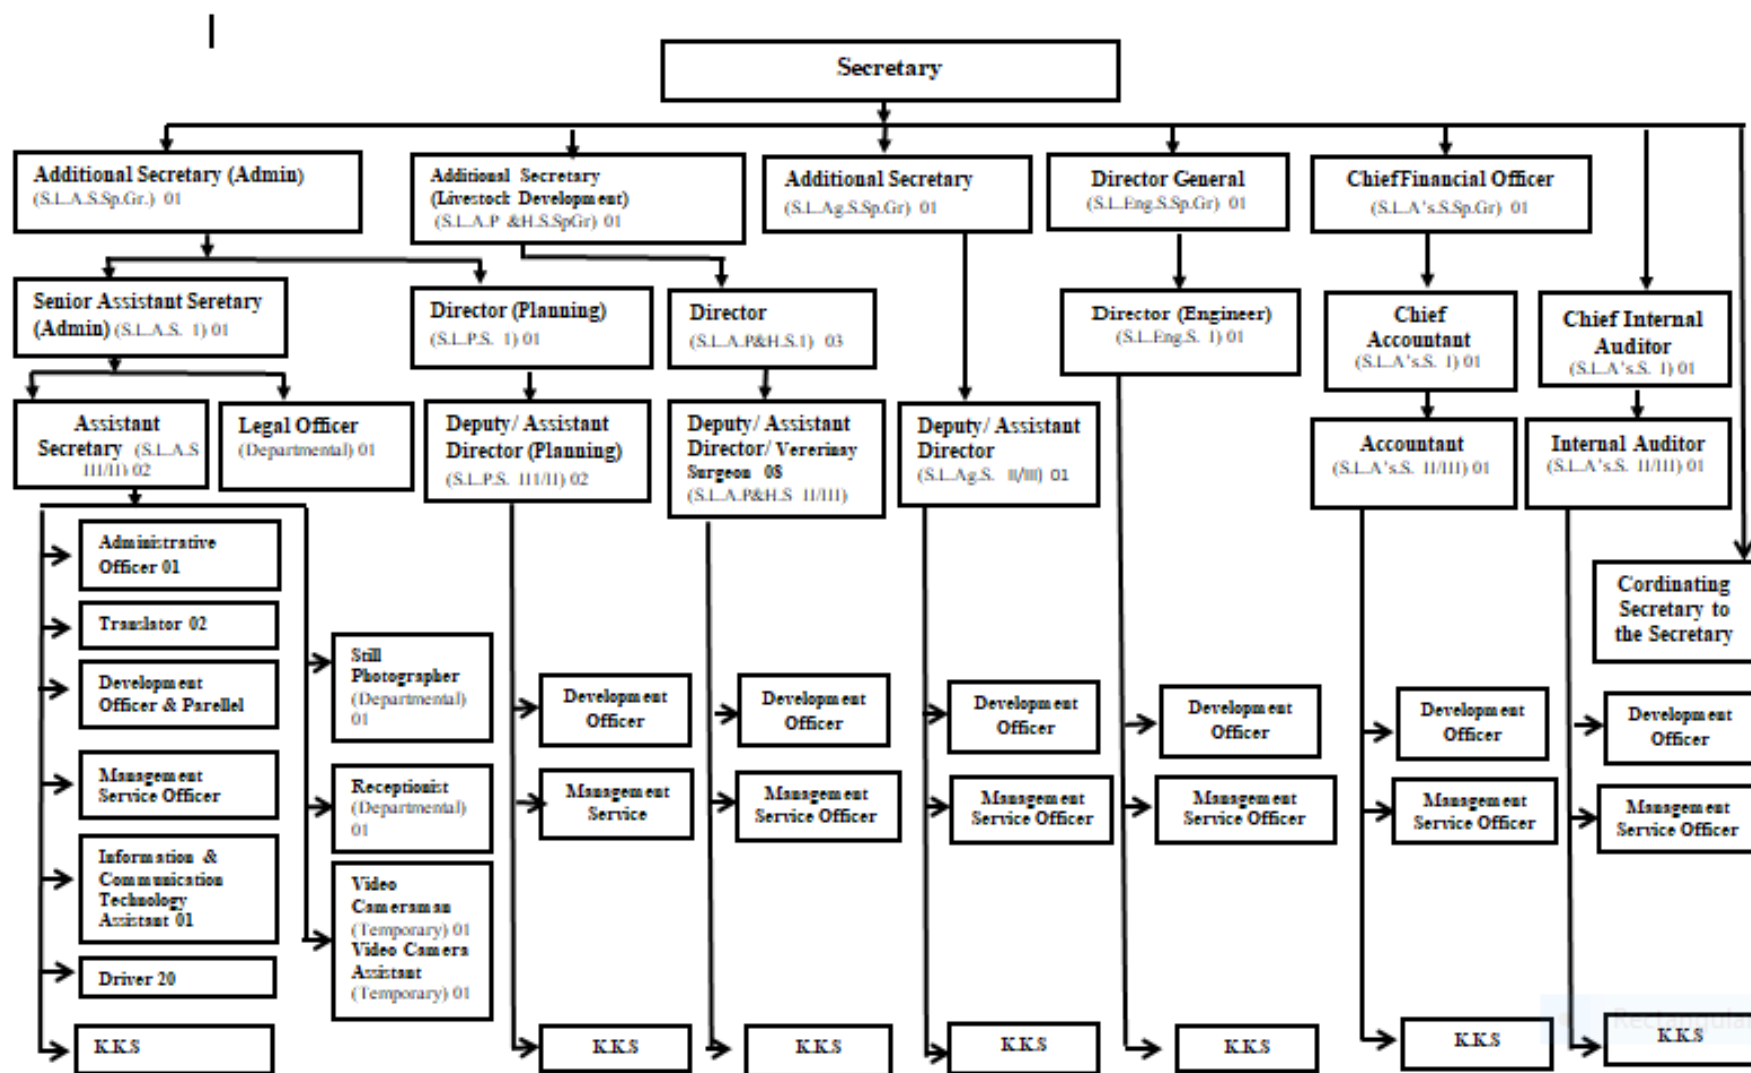 Secretary
Additional Secretary (Admin)
(S.L.A.S.Sp.Gr.) 01
Additional Secretary
(Livestock Development)
(S.L.A.P &H.S.SpGr) 01
Additional Secretary
(S.L.Ag.S.Sp.Gr) 01
Director General
(S.L.Eng.S.Sp.Gr) 01
ChiefFinancial Officer
(S.L.A's.S.Sp.Gr) 01
Senior Assistant Seretary
(Admin) (S.L.A.S. 1) 01
Director (Planning)
(S.L.P.S. 1) 01
Director
(S.L.A.P&H.S.1) 03
Director (Engineer)
(S.L.Eng.S. I) 01
Chief
Accountant
(S.L.A's.S. I) 01
Chief Internal
Auditor
(S.L.A's.S. I) 01
Assistant
Secretary (S.L.A.S
III/II) 02
Legal Officer
(Departmental) 01
Deputy/ Assistant
Director (Planning)
(S.L.P.S. III/II) 02
Deputy/ Assistant
Director/ Vererinay
Surgeon 08
(S.L.A.P&H.S II/III)
Deputy/ Assistant
Director
(S.L.Ag.S. II/III) 01
Accountant
(S.L.A's.S. II/III) 01
Internal Auditor
(S.L.A's.S. II/III) 01
Administrative
Officer 01
Translator 02
Development
Officer & Parellel
Management
Service Officer
Information &
Communication
Technology
Assistant 01
Driver 20
K.K.S
Still
Photographer
(Departmental)
01
Receptionist
(Departmental)
01
Video
Cameraman
(Temporary) 01
Video Camera
Assistant
(Temporary) 01
Development
Officer
Management
Service
K.K.S
Development
Officer
Management
Service Officer
K.K.S
Development
Officer
Management
Service Officer
K.K.S
Development
Officer
Management
Service Officer
K.K.S
Development
Officer
Management
Service Officer
K.K.S
Cordinating
Secretary to
the Secretary
Development
Officer
Management
Service Officer
K.K.S